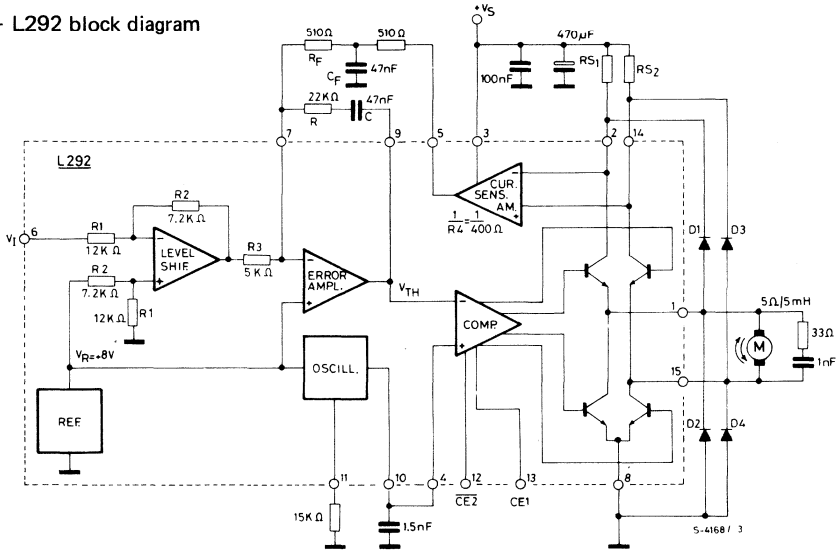 - L292 block diagram
+VS
510Ω
510Ω
470µF
RF
CF
47nF
100nF
RS1
RS2
22KΩ
47nF
R
C
7
9
5
3
2
14
L292
CUR.
SENS.
AM.
1/R4=1/400Ω
VI
6
R1
12KΩ
R2
7.2KΩ
LEVEL
SHIF.
R3
5KΩ
ERROR
AMPL.
VTH
R2
7.2KΩ
12KΩ
R1
COMP.
D1
D3
1
5Ω/5mH
33Ω
M
1nF
15
VR=+8V
OSCILL.
REF.
D2
D4
11
10
4
12
13
8
CE2
CE1
15KΩ
1.5nF
S-4168/3